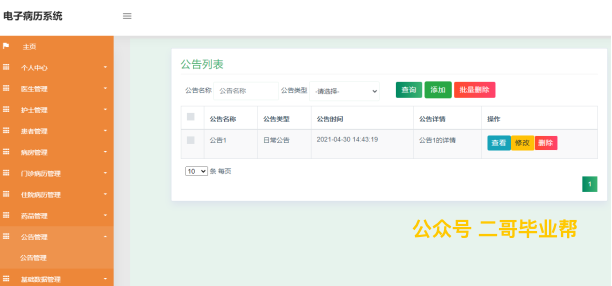 电子病历系统
主页
个人中心
医生管理
护士管理
患者管理
病房管理
门诊病历管理
住院病历管理
药品管理
公告管理
公告管理
基础数据管理
公告列表
公告名称 公告名称 公告类型 -请选择- 查询 添加 批量删除
公告名称 公告类型 公告时间 公告详情 操作
公告1 日常公告 2021-04-30 14:43:19 公告1的详情 查看 修改 删除
10 条 每页
1
公众号 二哥毕业帮